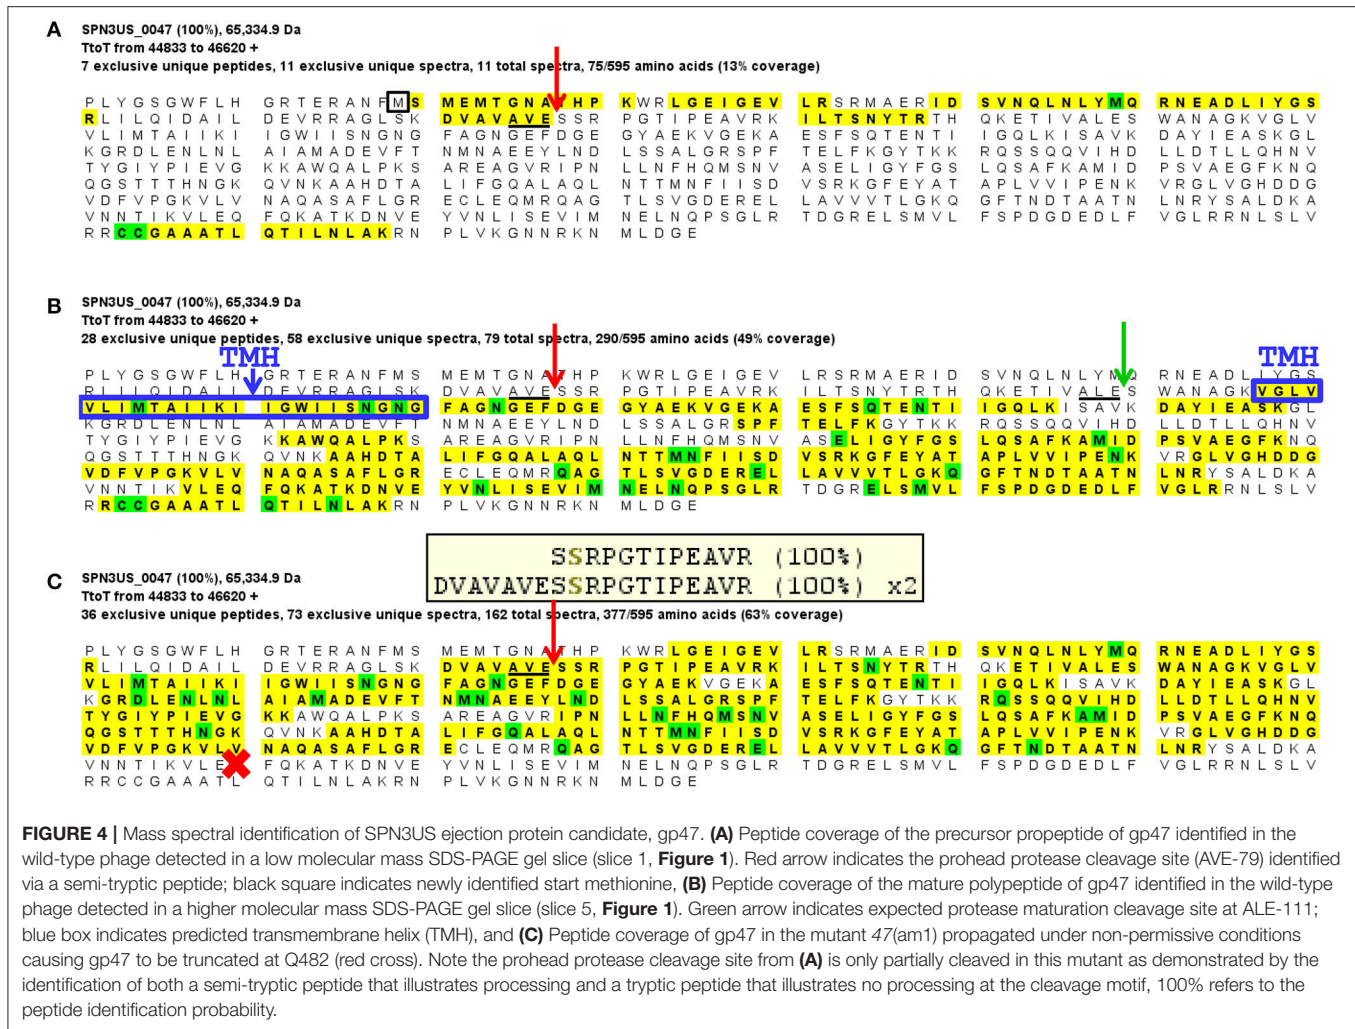 A
SPN3US_0047 (100%), 65,334.9 Da
TtoT from 44833 to 46620 +
7 exclusive unique peptides, 11 exclusive unique spectra, 11 total spectra, 75/595 amino acids (13% coverage)
PLYGSGWFLH GRTERANFMS MEMTGNATHP KWRLGEIGEV LRSRMAERID SVNQLNLYMQ RNEADLIYGS
RLILQIDAIL DEVRRAGLSK DVAVAVESSR PGTIPEAVRK ILTSNYTRTH QKETIVALES WANAGKVGLV
VLIMTAIIKI IGWIISNGNG FAGNGEFDGE GYAEKVGEKA ESFSQTENTI IGQLKISAVK DAYIEASKGL
KGRDLENLNL AIAMADEVFT NMNAEEYLND LSSALGRSPF TELFKGYTKK RQSSQQVIHD LLDTLLQHNV
TYGIYPIEVG KKAWQALPKS AREAGVRIPN LLNFHQMSNV ASELIGYFGS LQSAFKAMID PSVAEGFKNQ
QGSTTTHNGK QVNKAAHDTA LIFGQALAQL NTTMNFIISD VSRKGFEYAT APLVVIPENK VRGLVGHDDG
VDFVPGKVLV NAQASAFLGR ECLEQMRQAG TLSVGDEREL LAVVVTLGKQ GFTNDTAATN LNRYSALDKA
VNNTIKVLEQ FQKATKDNVE YVNLISEVIM NELNQPSGLR TDGRELSMVL FSPDGDEDLF VGLRRNLSLV
RRCCGAAATL QTILNLAKRN PLVKGNNRKN MLDGE
B
SPN3US_0047 (100%), 65,334.9 Da
TtoT from 44833 to 46620 +
28 exclusive unique peptides, 58 exclusive unique spectra, 79 total spectra, 290/595 amino acids (49% coverage)
TMH TMH
PLYGSGWFLH GRTERANFMS MEMTGNATHP KWRLGEIGEV LRSRMAERID SVNQLNLYMQ RNEADLIYGS
RLILQIDAIL DEVRRAGLSK DVAVAVESSR PGTIPEAVRK ILTSNYTRTH QKETIVALES WANAGKVGLV
VLIMTAIIKI IGWIISNGNG FAGNGEFDGE GYAEKVGEKA ESFSQTENTI IGQLKISAVK DAYIEASKGL
KGRDLENLNL AIAMADEVFT NMNAEEYLND LSSALGRSPF TELFKGYTKK RQSSQQVIHD LLDTLLQHNV
TYGIYPIEVG KKAWQALPKS AREAGVRIPN LLNFHQMSNV ASELIGYFGS LQSAFKAMID PSVAEGFKNQ
QGSTTTHNGK QVNKAAHDTA LIFGQALAQL NTTMNFIISD VSRKGFEYAT APLVVIPENK VRGLVGHDDG
VDFVPGKVLV NAQASAFLGR ECLEQMRQAG TLSVGDEREL LAVVVTLGKQ GFTNDTAATN LNRYSALDKA
VNNTIKVLEQ FQKATKDNVE YVNLISEVIM NELNQPSGLR TDGRELSMVL FSPDGDEDLF VGLRRNLSLV
RRCCGAAATL QTILNLAKRN PLVKGNNRKN MLDGE
SSRPGTIPEAVR (100%)
DVAVAVESSRPGTIPEAVR (100%) x2
C
SPN3US_0047 (100%), 65,334.9 Da
TtoT from 44833 to 46620 +
36 exclusive unique peptides, 73 exclusive unique spectra, 162 total spectra, 377/595 amino acids (63% coverage)
PLYGSGWFLH GRTERANFMS MEMTGNATHP KWRLGEIGEV LRSRMAERID SVNQLNLYMQ RNEADLIYGS
RLILQIDAIL DEVRRAGLSK DVAVAVESSR PGTIPEAVRK ILTSNYTRTH QKETIVALES WANAGKVGLV
VLIMTAIIKI IGWIISNGNG FAGNGEFDGE GYAEKVGEKA ESFSQTENTI IGQLKISAVK DAYIEASKGL
KGRDLENLNL AIAMADEVFT NMNAEEYLND LSSALGRSPF TELFKGYTKK RQSSQQVIHD LLDTLLQHNV
TYGIYPIEVG KKAWQALPKS AREAGVRIPN LLNFHQMSNV ASELIGYFGS LQSAFKAMID PSVAEGFKNQ
QGSTTTHNGK QVNKAAHDTA LIFGQALAQL NTTMNFIISD VSRKGFEYAT APLVVIPENK VRGLVGHDDG
VDFVPGKVLV NAQASAFLGR ECLEQMRQAG TLSVGDEREL LAVVVTLGKQ GFTNDTAATN LNRYSALDKA
VNNTIKVLE FQKATKDNVE YVNLISEVIM NELNQPSGLR TDGRELSMVL FSPDGDEDLF VGLRRNLSLV
RRCCGAAATL QTILNLAKRN PLVKGNNRKN MLDGE
FIGURE 4 | Mass spectral identification of SPN3US ejection protein candidate, gp47. (A) Peptide coverage of the precursor propeptide of gp47 identified in the
wild-type phage detected in a low molecular mass SDS-PAGE gel slice (slice 1, Figure 1). Red arrow indicates the prohead protease cleavage site (AVE-79) identified
via a semi-tryptic peptide; black square indicates newly identified start methionine, (B) Peptide coverage of the mature polypeptide of gp47 identified in the wild-type
phage detected in a higher molecular mass SDS-PAGE gel slice (slice 5, Figure 1). Green arrow indicates expected protease maturation cleavage site at ALE-111;
blue box indicates predicted transmembrane helix (TMH), and (C) Peptide coverage of gp47 in the mutant 47(am1) propagated under non-permissive conditions
causing gp47 to be truncated at Q482 (red cross). Note the prohead protease cleavage site from (A) is only partially cleaved in this mutant as demonstrated by the
identification of both a semi-tryptic peptide that illustrates processing and a tryptic peptide that illustrates no processing at the cleavage motif, 100% refers to the
peptide identification probability.